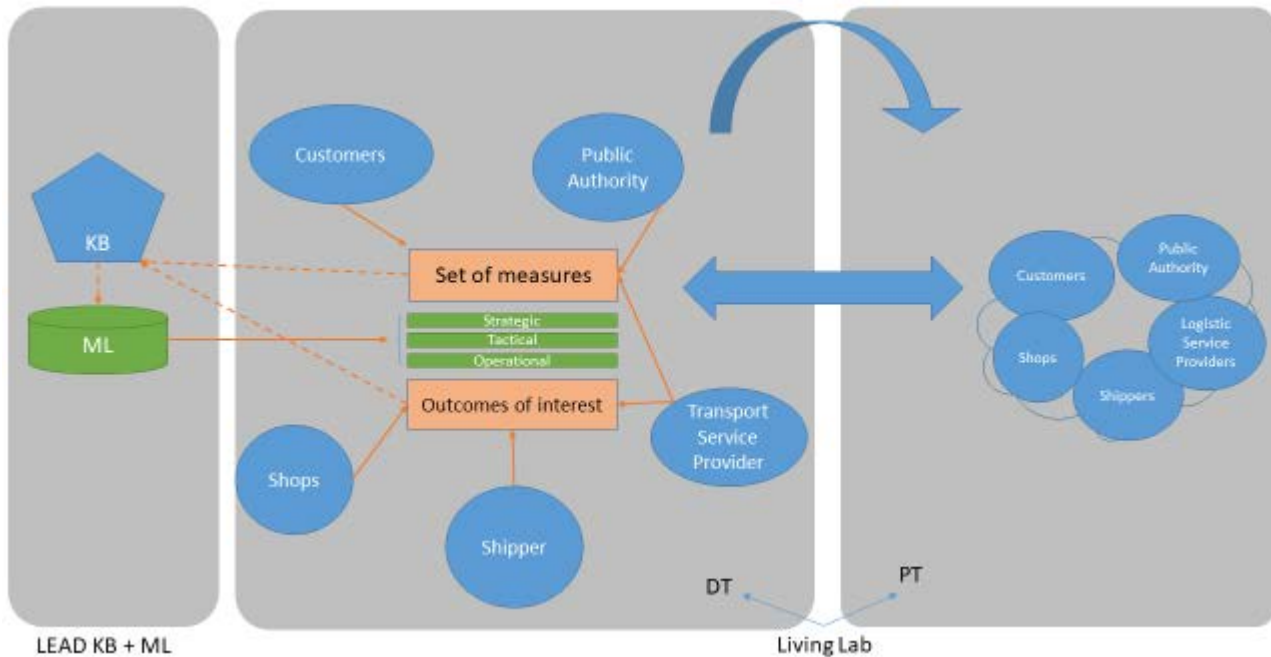 KB
ML
LEAD KB + ML
Customers
Public
Authority
Set of measures
Strategic
Tactical
Operational
Outcomes of interest
Shops
Shipper
Transport
Service
Provider
DT
PT
Living Lab
Customers
Public
Authority
Logistic
Service
Providers
Shops
Shippers